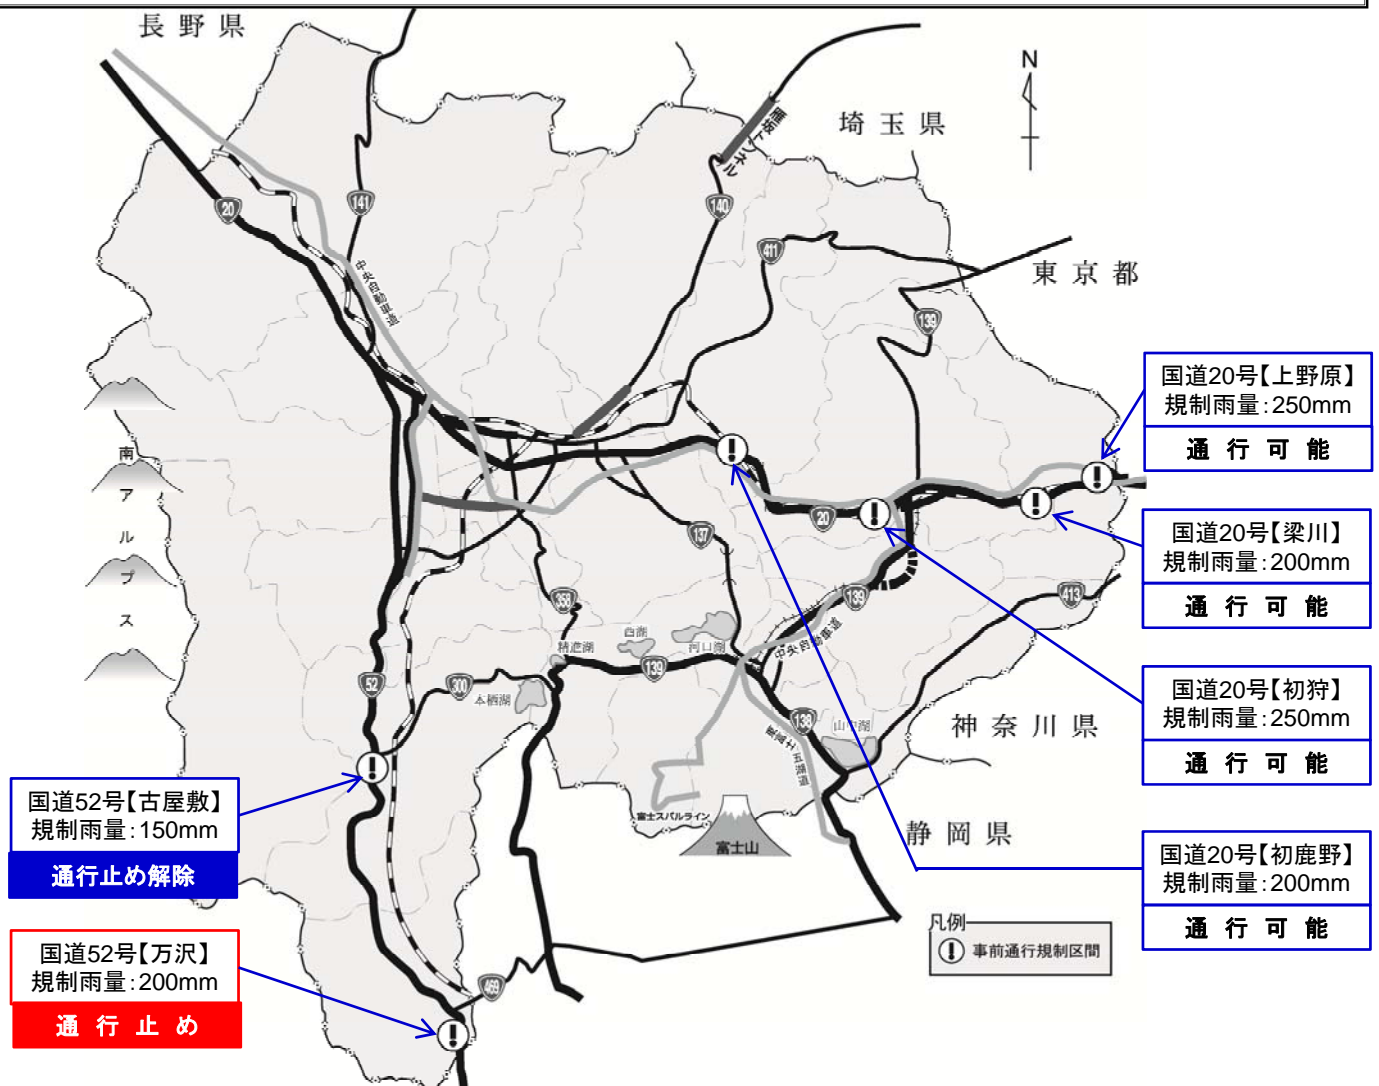 長野県
N
埼玉県
雁坂トンネル
20
141
140
411
東京都
中央自動車道
139
国道20号【上野原】
規制雨量：250mm
通行可能
南アルプス
20
137
国道20号【梁川】
規制雨量：200mm
通行可能
358
139
413
精進湖
西湖
河口湖
中央自動車道
139
52
300
本栖湖
138
山中湖
東富士五湖道
神奈川県
国道20号【初狩】
規制雨量：250mm
通行可能
国道52号【古屋敷】
規制雨量：150mm
通行止め解除
富士スバルライン
富士山
静岡県
国道20号【初鹿野】
規制雨量：200mm
通行可能
凡例
事前通行規制区間
国道52号【万沢】
規制雨量：200mm
通行止め
469